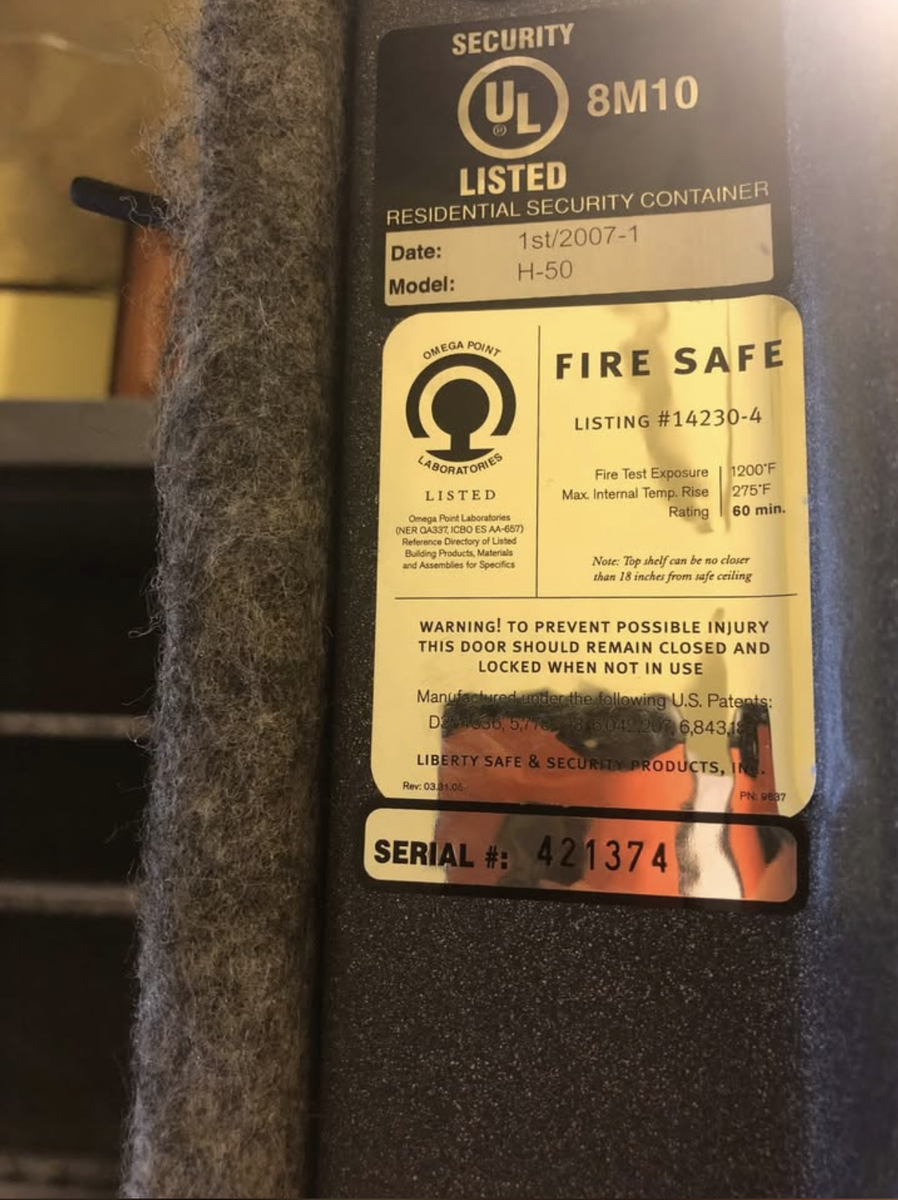 SECURITY
UL ® 8M10
LISTED
RESIDENTIAL SECURITY CONTAINER
Date: 1st/2007-1
Model: H-50
OMEGA POINT
LABORATORIES
LISTED
Omega Point Laboratories
(NER QA337, ICBO ES AA-657)
Reference Directory of Listed
Building Products, Materials
and Assemblies for Specifics
FIRE SAFE
LISTING #14230-4
Fire Test Exposure 1200°F
Max. Internal Temp. Rise 275°F
Rating 60 min.
Note: Top shelf can be no closer
than 18 inches from safe ceiling
WARNING! TO PREVENT POSSIBLE INJURY
THIS DOOR SHOULD REMAIN CLOSED AND
LOCKED WHEN NOT IN USE
Manufactured under the following U.S. Patents:
LIBERTY SAFE & SECURITY PRODUCTS, INC.
Rev: PN: 9637
SERIAL #: 421374